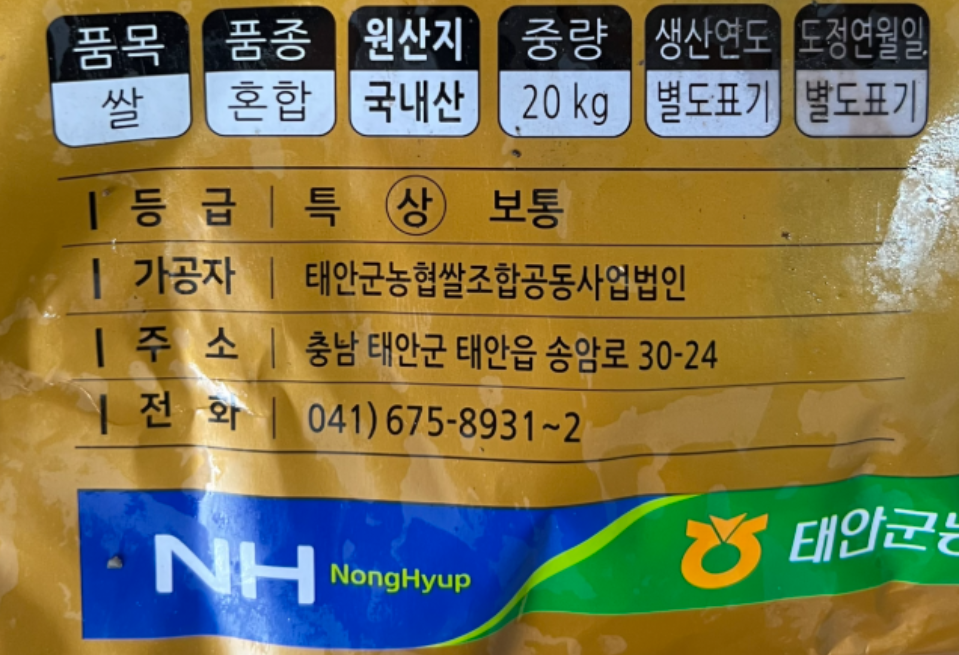 품목 품종 원산지 중량 생산연도 도정연월일
쌀 혼합 국내산 20 kg 별도표기 별도표기
등 급 | 특 상 보통
가공자 | 태안군농협쌀조합공동사업법인
주 소 | 충남 태안군 태안읍 송암로 30-24
전 화 | 041) 675-8931~2
NH NongHyup 태안군농